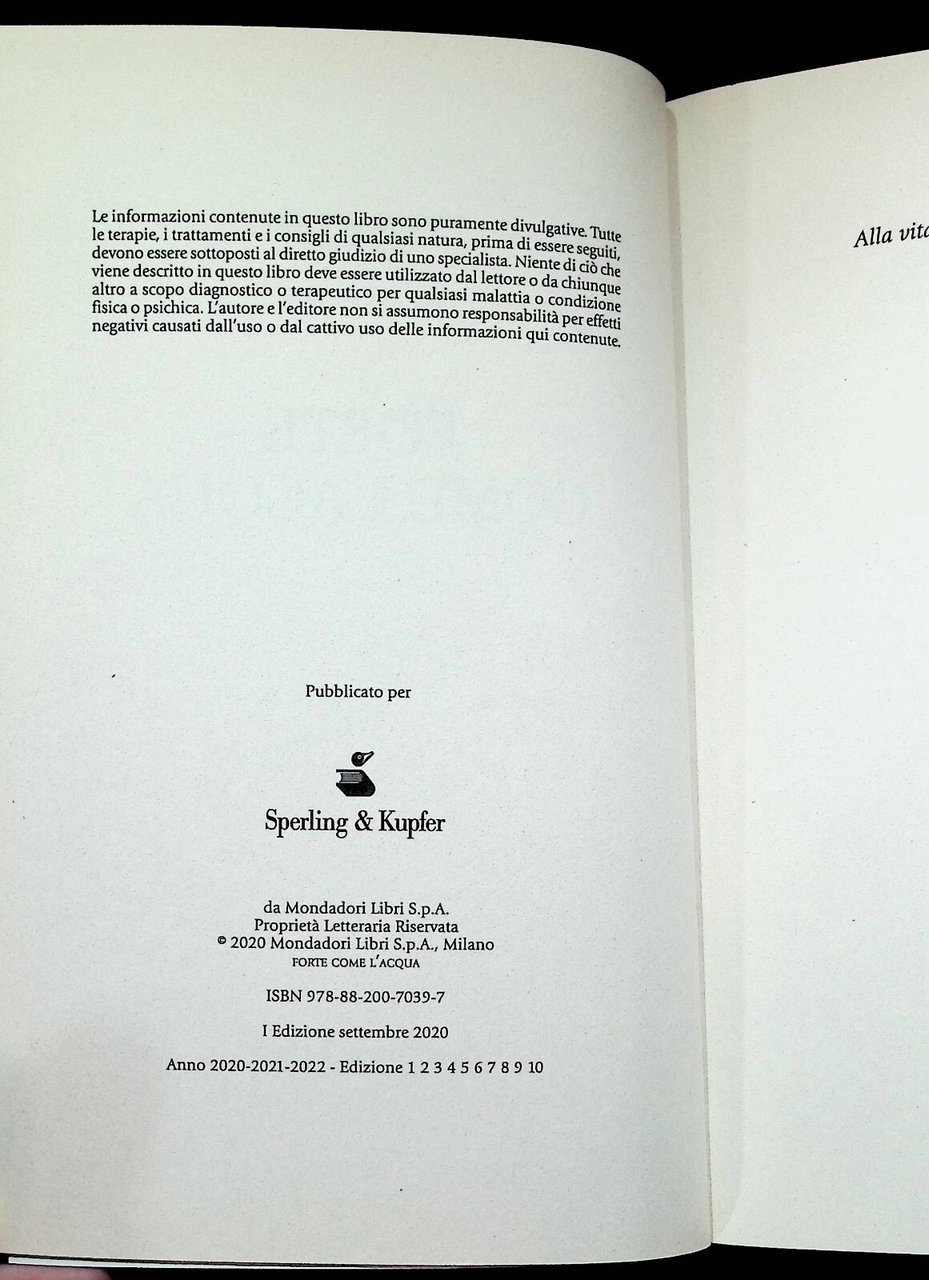 Le informazioni contenute in questo libro sono puramente divulgative. Tutte
le terapie, i trattamenti e i consigli di qualsiasi natura, prima di essere seguiti,
devono essere sottoposti al diretto giudizio di uno specialista. Niente di ciò che
viene descritto in questo libro deve essere utilizzato dal lettore o da chiunque
altro a scopo diagnostico o terapeutico per qualsiasi malattia o condizione
fisica o psichica. L'autore e l'editore non si assumono responsabilità per effetti
negativi causati dall'uso o dal cattivo uso delle informazioni qui contenute.
Pubblicato per
Sperling & Kupfer
da Mondadori Libri S.p.A.
Proprietà Letteraria Riservata
© 2020 Mondadori Libri S.p.A., Milano
FORTE COME L'ACQUA
ISBN 978-88-200-7039-7
I Edizione settembre 2020
Anno 2020-2021-2022 - Edizione 1 2 3 4 5 6 7 8 9 10
Alla vita